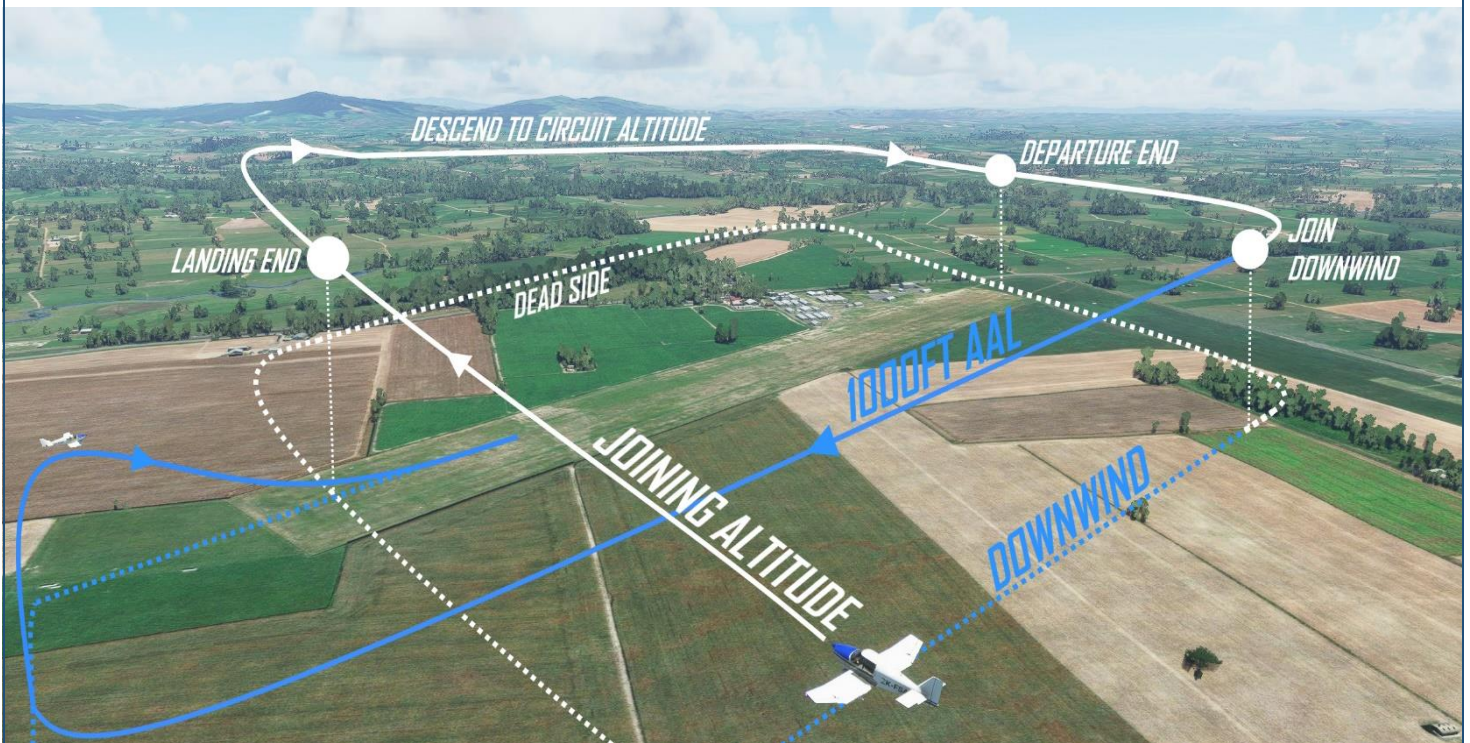 DESCEND TO CIRCUIT ALTITUDE
DEPARTURE END
LANDING END
JOIN
DOWNWIND
DEAD SIDE
1000FT AAL
JOINING ALTITUDE
DOWNWIND